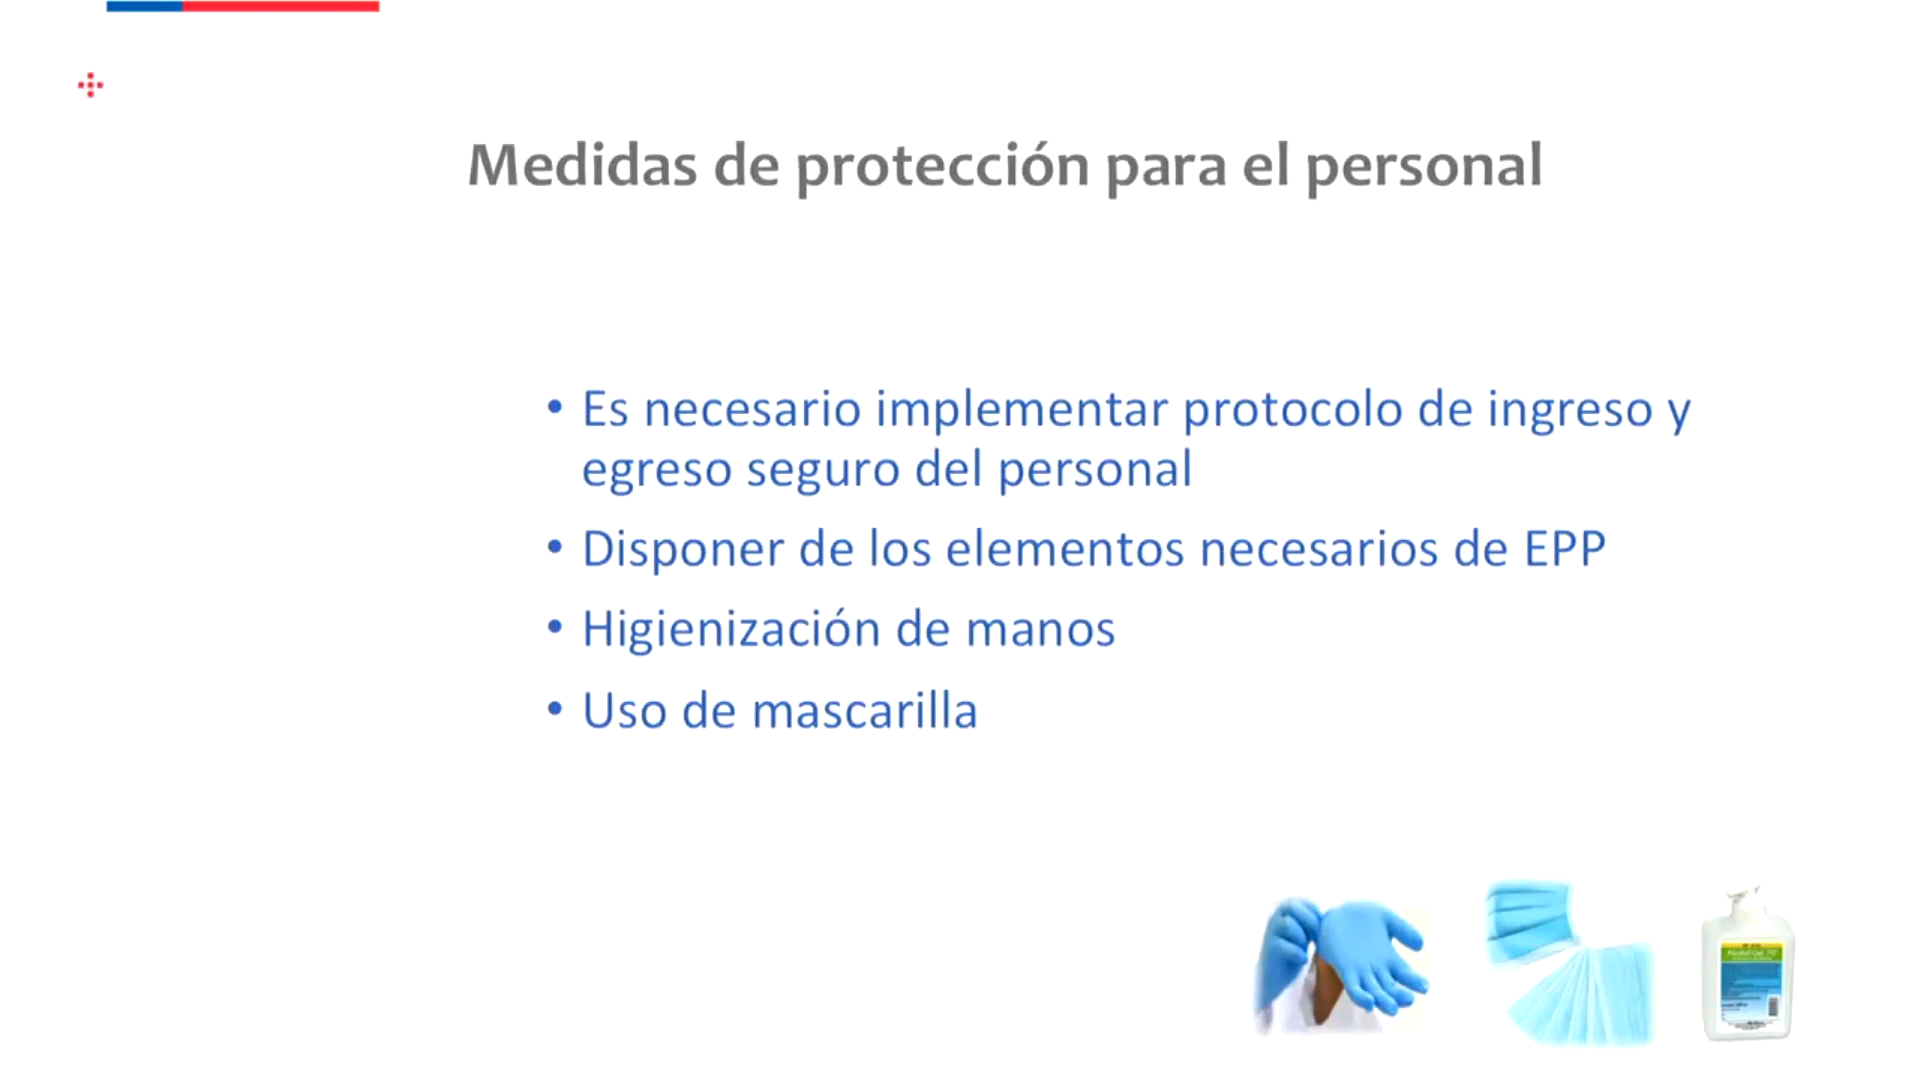 Medidas de protección para el personal
• Es necesario implementar protocolo de ingreso y
egreso seguro del personal
• Disponer de los elementos necesarios de EPP
• Higienización de manos
• Uso de mascarilla